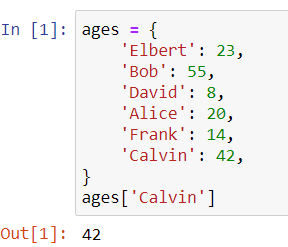 In [1]: ages = {
    'Elbert': 23,
    'Bob': 55,
    'David': 8,
    'Alice': 20,
    'Frank': 14,
    'Calvin': 42,
}
ages['Calvin']
Out[1]: 42